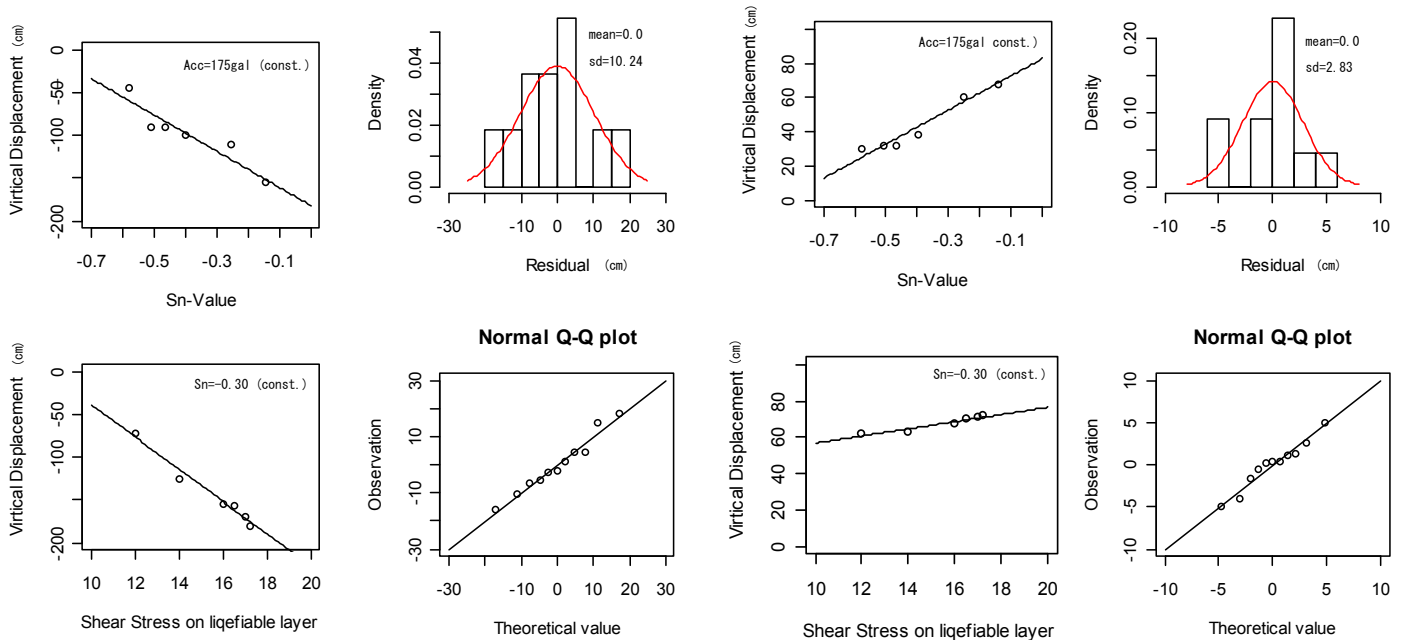 Virtical Displacement (cm)
0
-50
-100
-200
Acc=175gal (const.)
-0.7
-0.5
-0.3
-0.1
Sn-Value
Density
0.04
0.02
0.00
mean=0.0
sd=10.24
-30
-10
0
10
20
30
Residual (cm)
Virtical Displacement (cm)
80
60
40
20
0
Acc=175gal const.)
-0.7
-0.5
-0.3
-0.1
Sn-Value
Density
0.20
0.10
0.00
mean=0.0
sd=2.83
-10
-5
0
5
10
Residual (cm)
Virtical Displacement (cm)
0
-50
-100
-200
Sn=-0.30 (const.)
10
12
14
16
18
20
Shear Stress on liqefiable layer
Normal Q-Q plot
Observation
30
10
-10
-30
-30
-10
0
10
20
30
Theoretical value
Virtical Displacement (cm)
80
60
40
20
0
Sn=-0.30 (const.)
10
12
14
16
18
20
Shear Stress on liqefiable layer
Normal Q-Q plot
Observation
10
5
0
-5
-10
-10
-5
0
5
10
Theoretical value